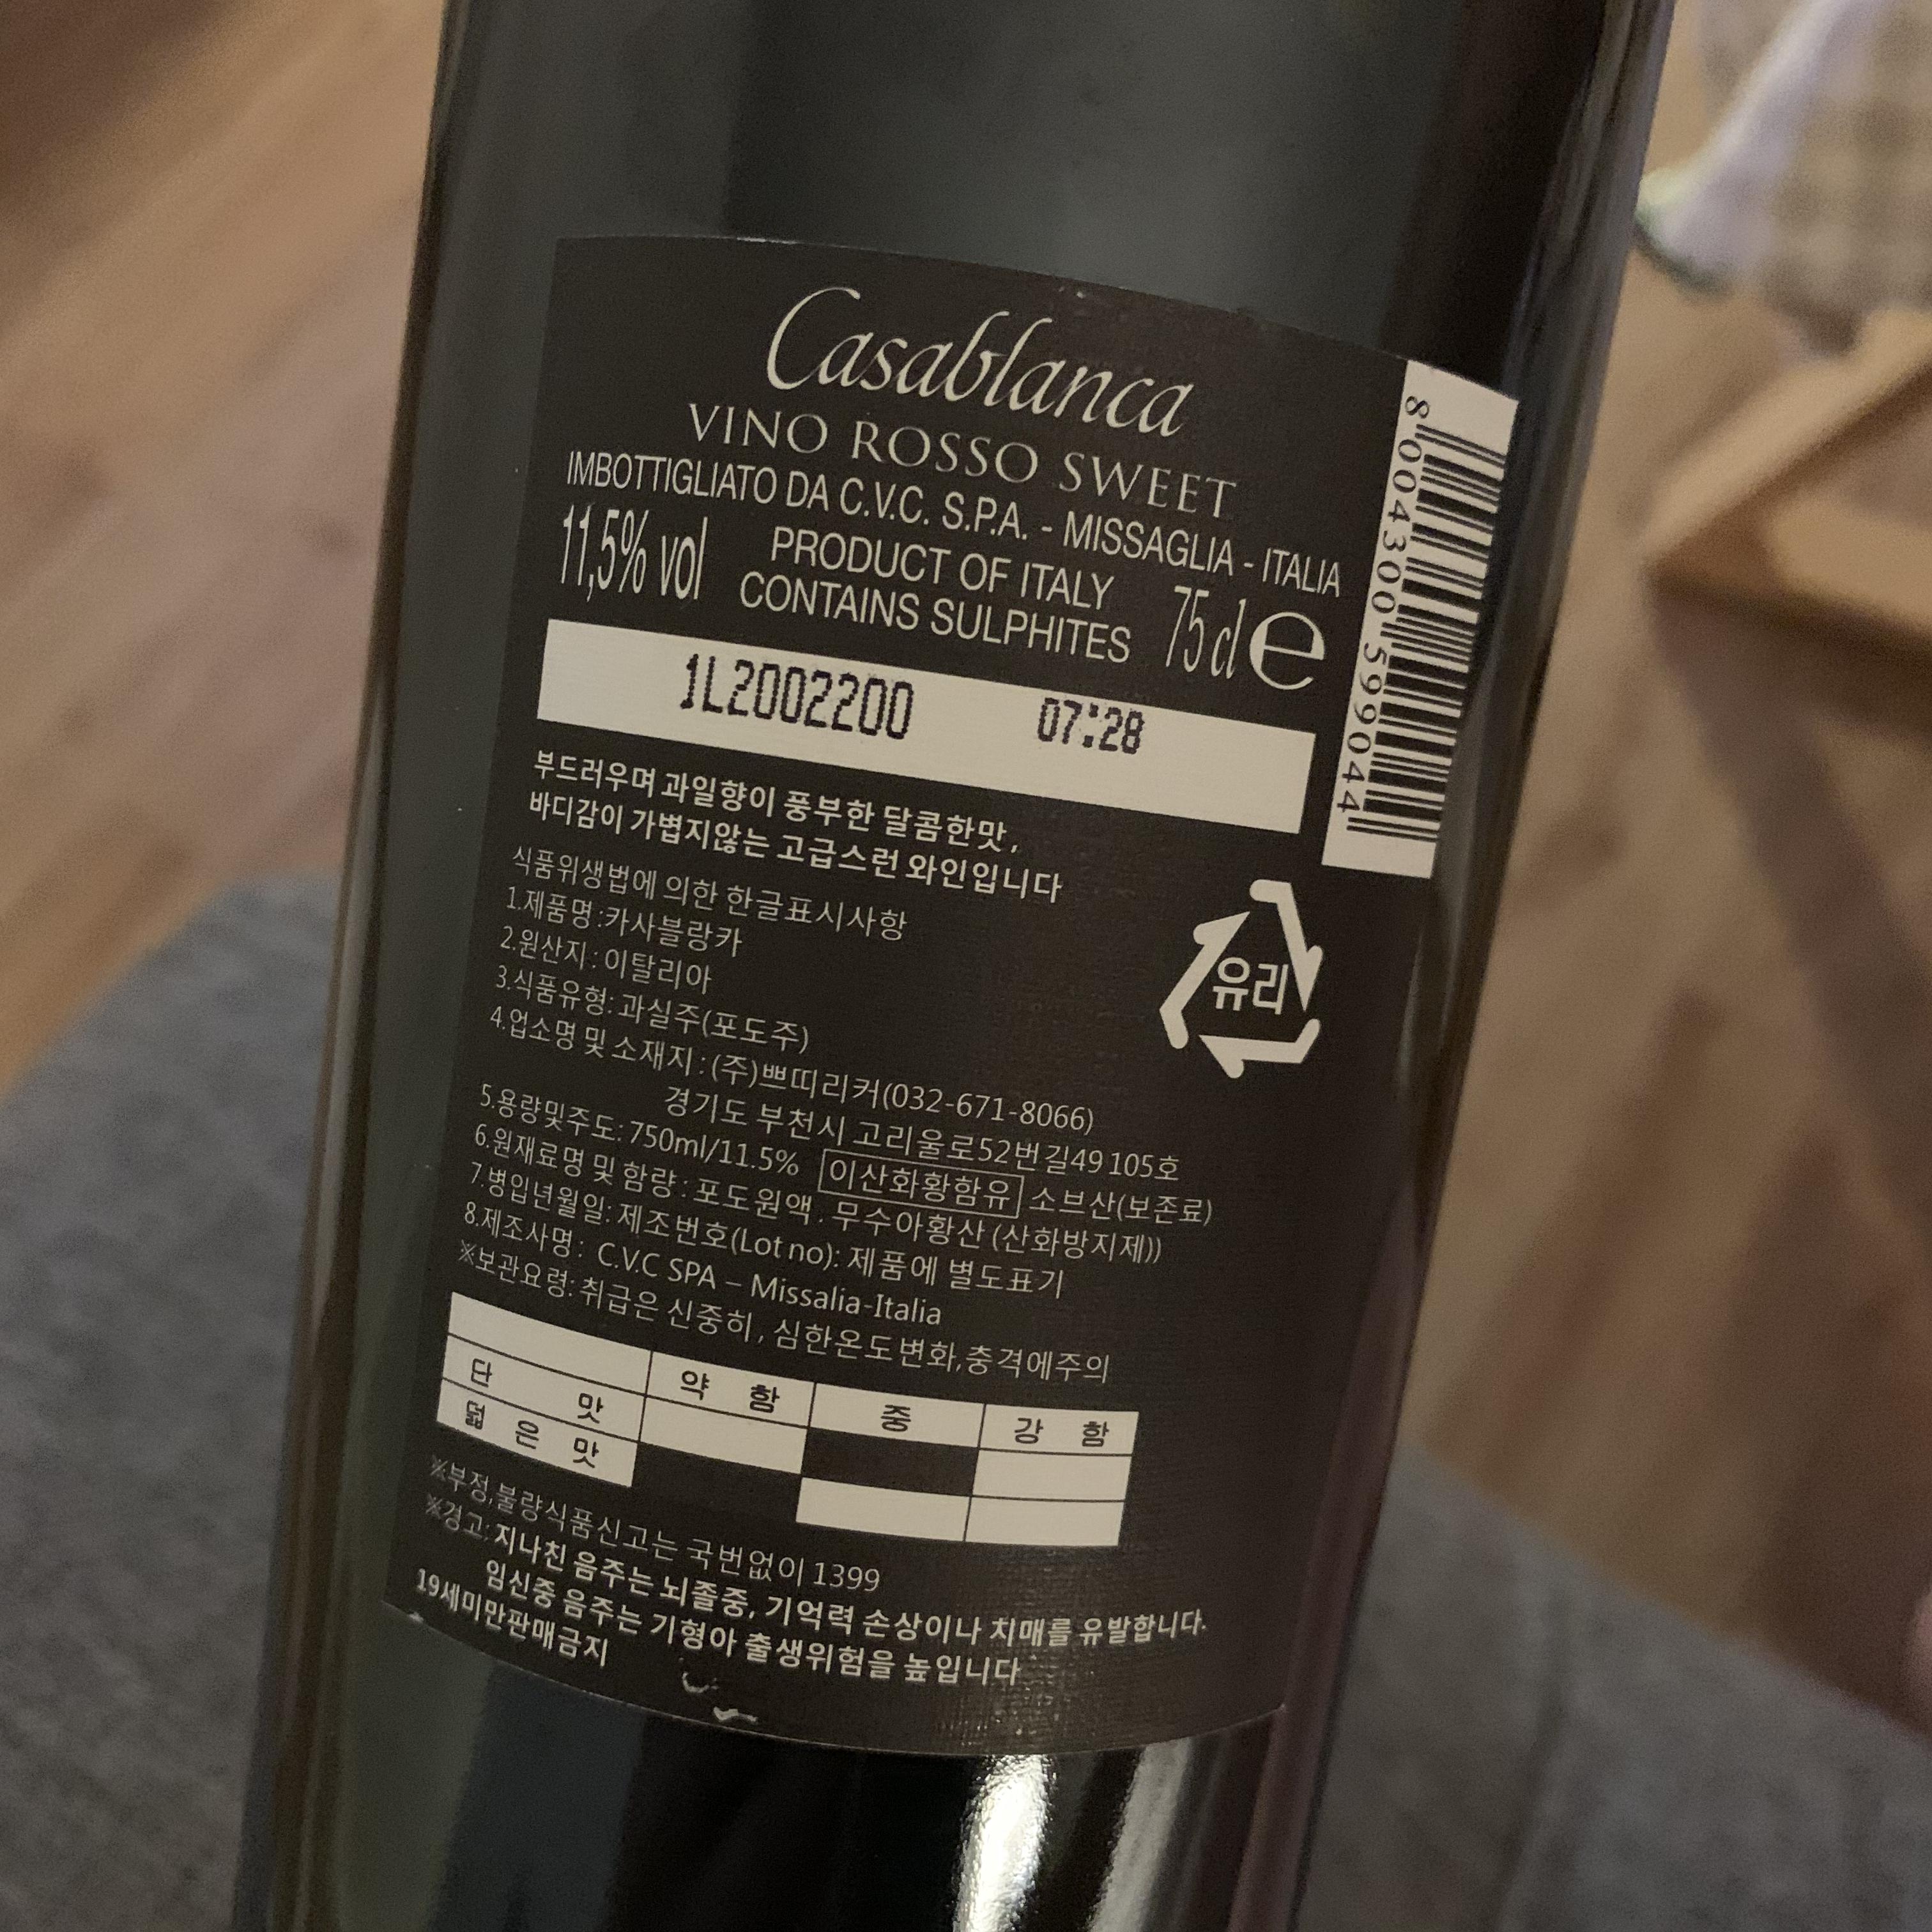 Casablanca
VINO ROSSO SWEET
IMBOTTIGLIATO DA C.V.C. S.P.A. - MISSAGLIA - ITALIA
11,5% vol
PRODUCT OF ITALY
CONTAINS SULPHITES
75 cl e
8 004300 599044
1L2002200 07:28
부드러우며 과일향이 풍부한 달콤한맛,
바디감이 가볍지않는 고급스런 와인입니다
식품위생법에 의한 한글표시사항
1.제품명:카사블랑카
2.원산지: 이탈리아
3.식품유형: 과실주(포도주)
유리
4.업소명 및 소재지 : (주)쁘띠리커(032-671-8066)
경기도 부천시 고리울로52번길49 105호
5.용량및주도: 750ml/11.5% 이산화황함유 소브산(보존료)
6.원재료명 및 함량 : 포도원액. 무수아황산 (산화방지제))
7.병입년월일: 제조번호(Lot no): 제품에 별도표기
8.제조사명: C.V.C SPA – Missalia-Italia
※보관요령: 취급은 신중히, 심한온도변화,충격에주의
약 함 중 강 함
단 맛
떫 은 맛
※부정,불량식품신고는 국번없이 1399
※경고: 지나친 음주는 뇌졸중, 기억력 손상이나 치매를 유발합니다.
임신중 음주는 기형아 출생위험을 높입니다
19세미만판매금지